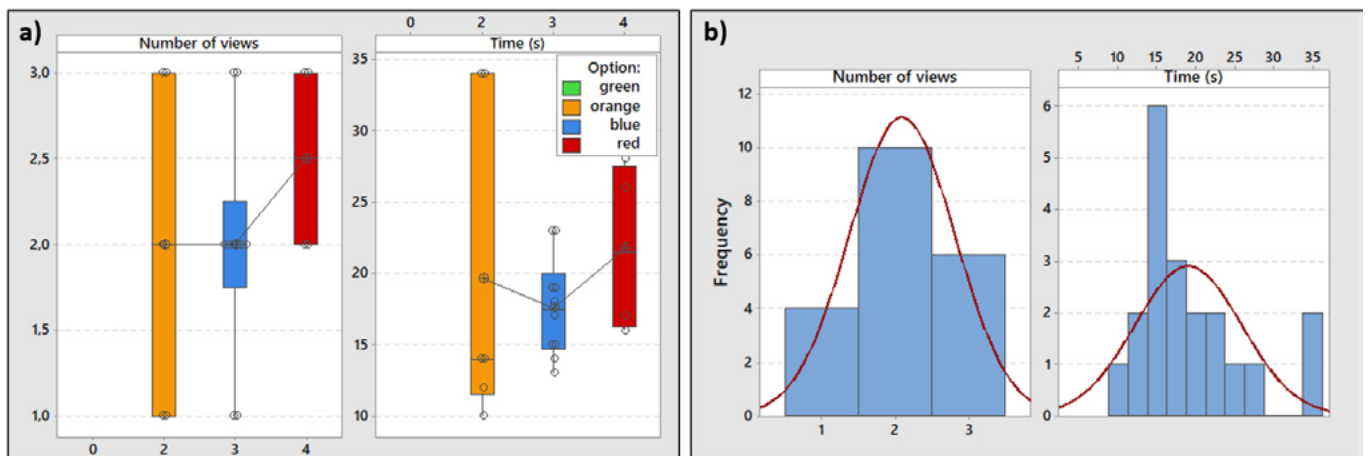 a)
0 2 3 4
Number of views
Time (s)
3,0
2,5
2,0
1,5
1,0
35
30
25
20
15
10
Option:
green
orange
blue
red
0 2 3 4
b)
5 10 15 20 25 30 35
Number of views
Time (s)
Frequency
12
10
8
6
4
2
0
6
5
4
3
2
1
0
1 2 3